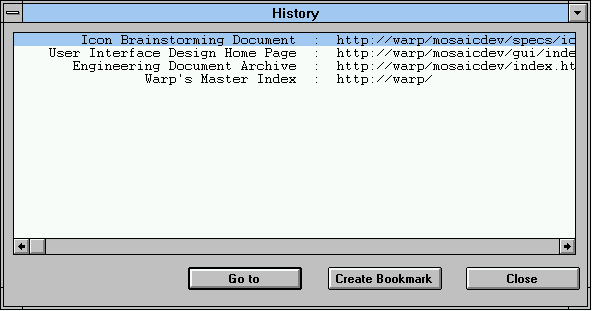 History
Icon Brainstorming Document : http://warp/mosaicdev/specs/ic
User Interface Design Home Page : http://warp/mosaicdev/gui/inde
Engineering Document Archive : http://warp/mosaicdev/index.ht
Warp's Master Index : http://warp/
Go to Create Bookmark Close